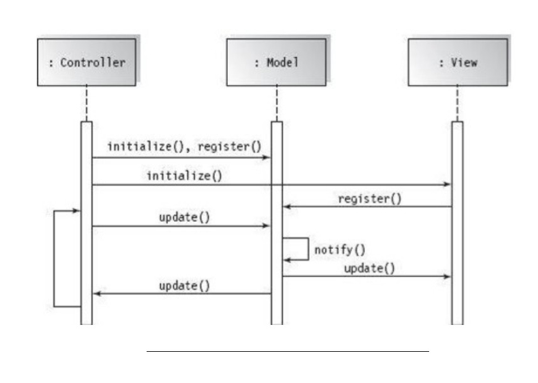 : Controller
: Model
: View
initialize(), register()
initialize()
register()
update()
notify()
update()
update()